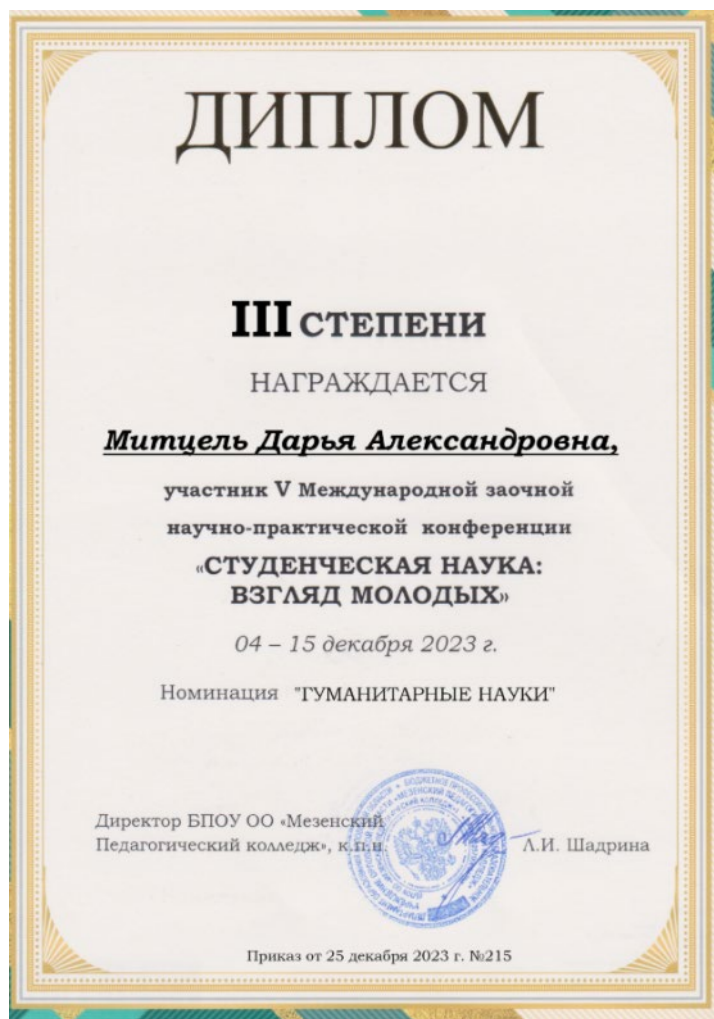 ДИПЛОМ
III СТЕПЕНИ
НАГРАЖДАЕТСЯ
Митцель Дарья Александровна,
участник V Международной заочной
научно-практической конференции
«СТУДЕНЧЕСКАЯ НАУКА:
ВЗГЛЯД МОЛОДЫХ»
04 – 15 декабря 2023 г.
Номинация "ГУМАНИТАРНЫЕ НАУКИ"
Директор БПОУ ОО «Мезенский
Педагогический колледж», к.п.н. Л.И. Шадрина
Приказ от 25 декабря 2023 г. №215